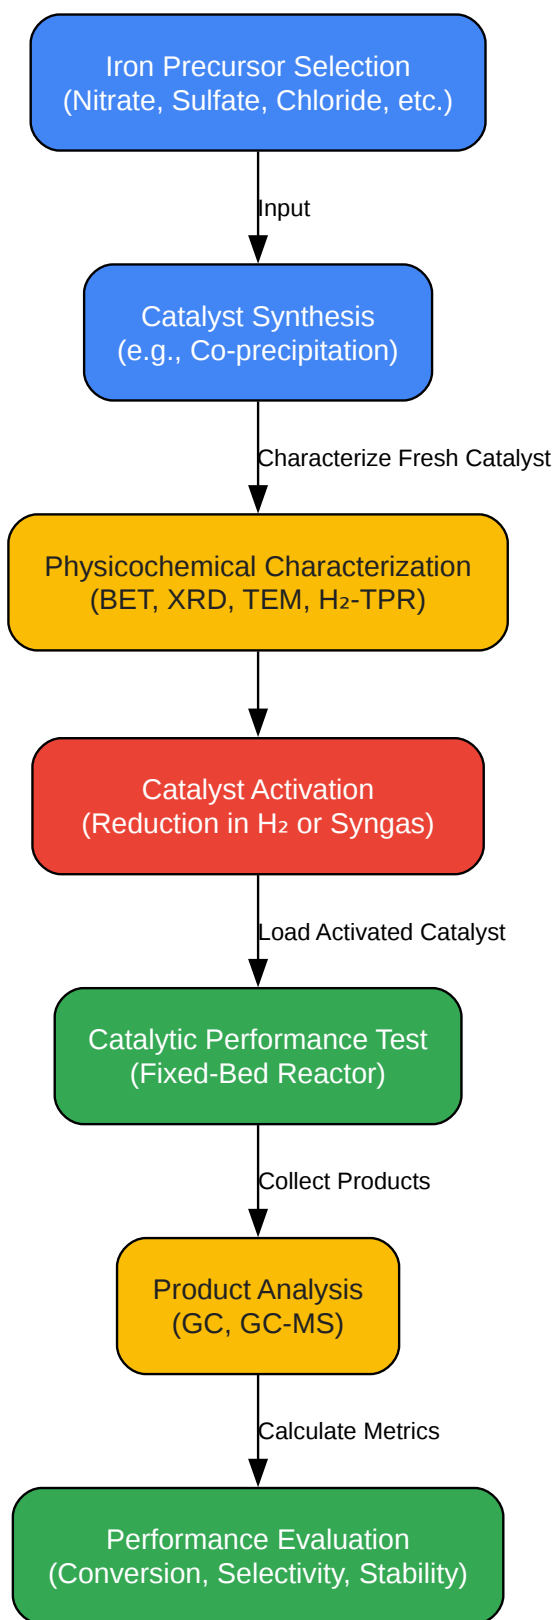 Iron Precursor Selection
(Nitrate, Sulfate, Chloride, etc.)
Input
Catalyst Synthesis
(e.g., Co-precipitation)
Characterize Fresh Catalyst
Physicochemical Characterization
(BET, XRD, TEM, H₂-TPR)
Catalyst Activation
(Reduction in H₂ or Syngas)
Load Activated Catalyst
Catalytic Performance Test
(Fixed-Bed Reactor)
Collect Products
Product Analysis
(GC, GC-MS)
Calculate Metrics
Performance Evaluation
(Conversion, Selectivity, Stability)